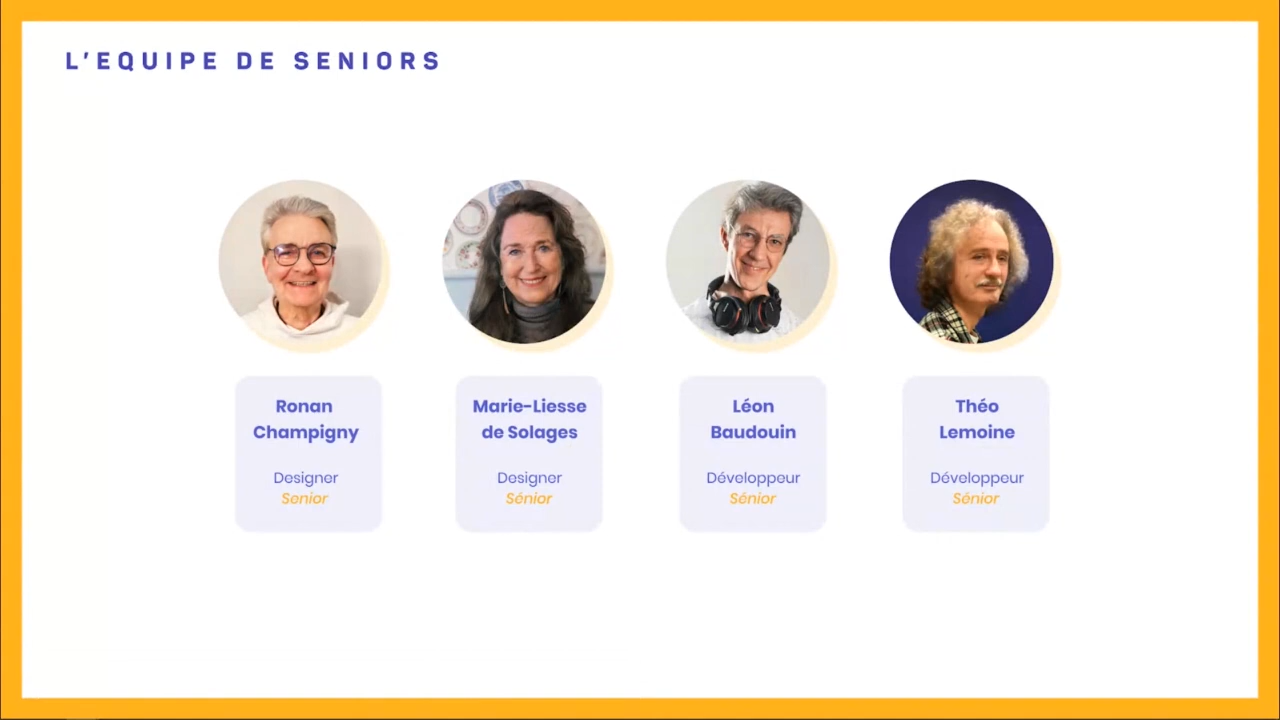 L'EQUIPE DE SENIORS
Ronan
Champigny
Designer
Senior
Marie-Liesse
de Solages
Designer
Sénior
Léon
Baudouin
Développeur
Sénior
Théo
Lemoine
Développeur
Sénior